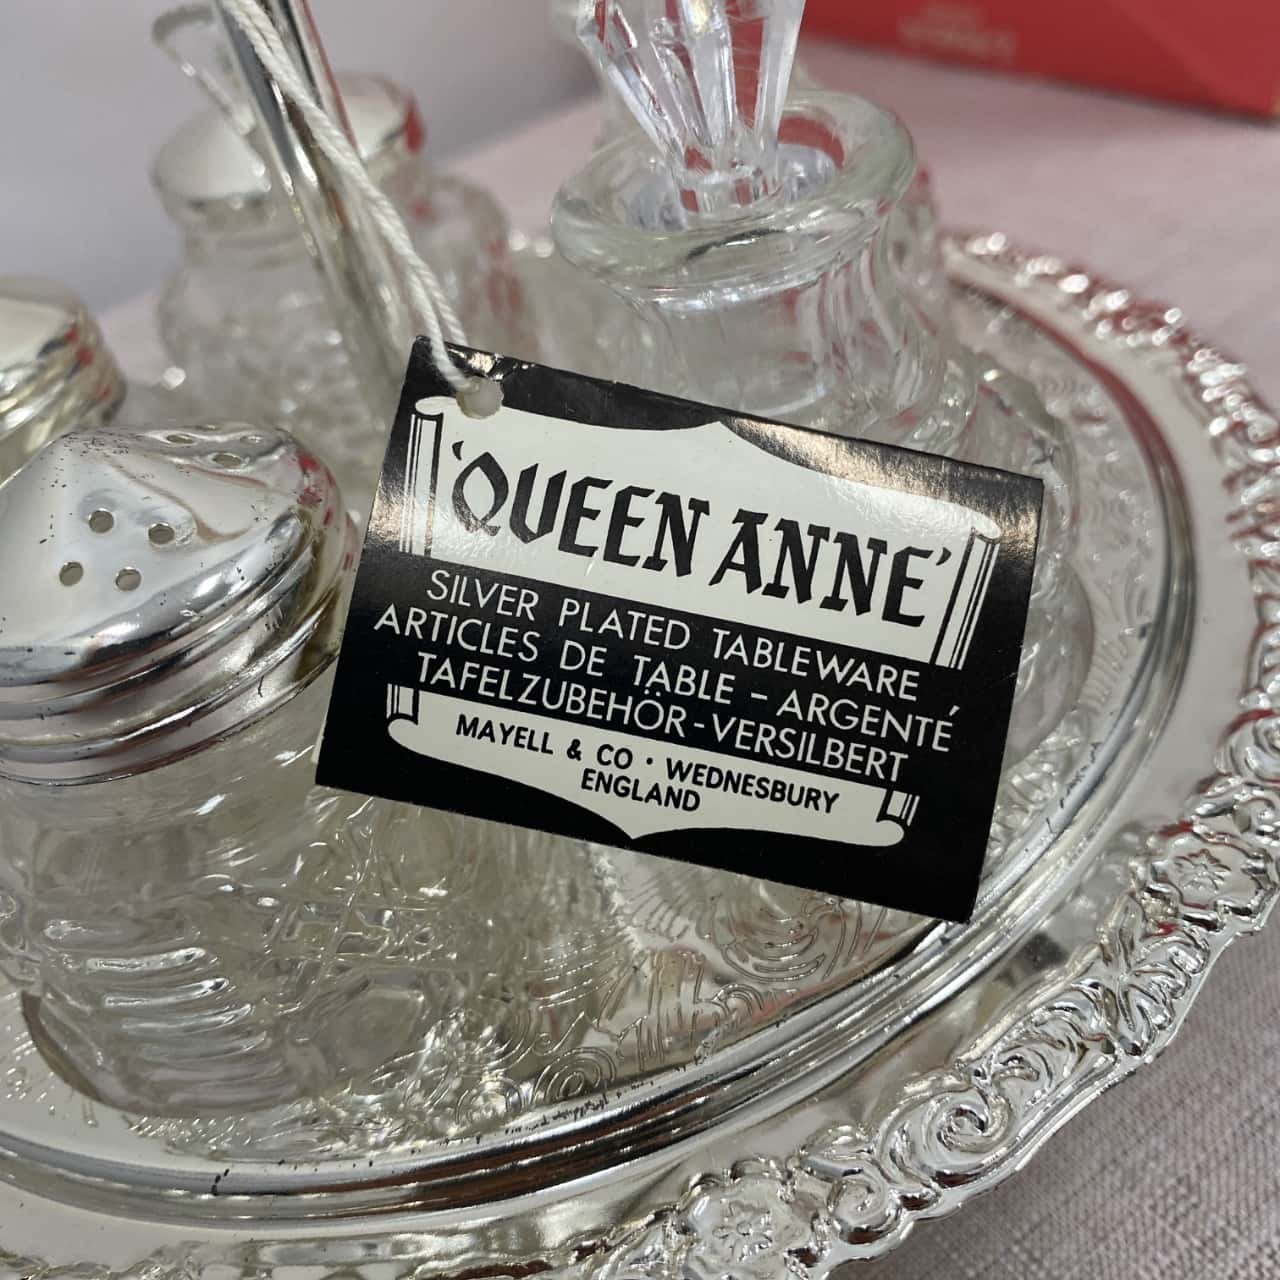 'QUEEN ANNE'
SILVER PLATED TABLEWARE
ARTICLES DE TABLE - ARGENTÉ
TAFELZUBEHÖR-VERSILBERT
MAYELL & CO · WEDNESBURY
ENGLAND